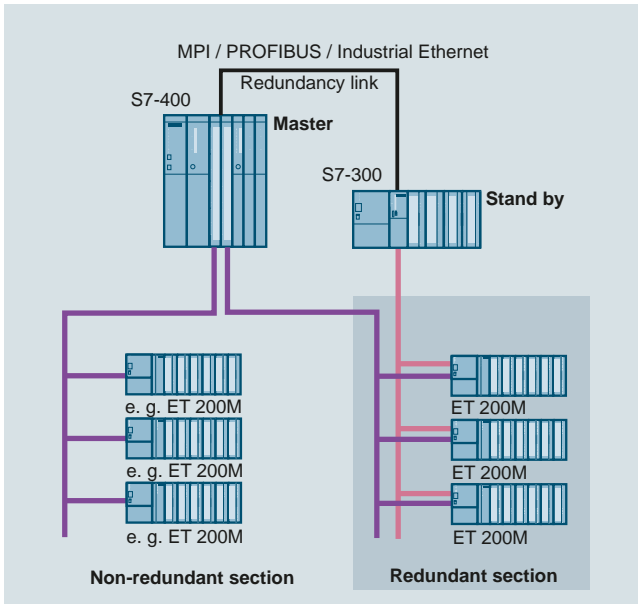 MPI / PROFIBUS / Industrial Ethernet
Redundancy link
S7-400
Master
S7-300
Stand by
e. g. ET 200M
ET 200M
e. g. ET 200M
ET 200M
e. g. ET 200M
ET 200M
Non-redundant section
Redundant section